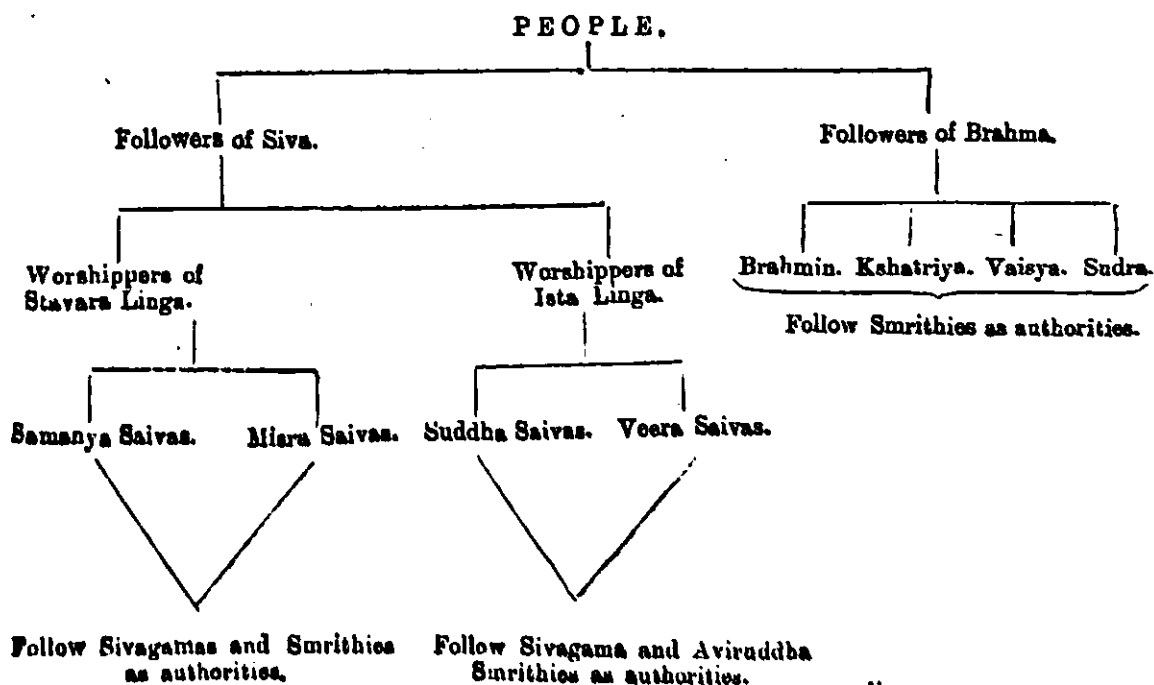 PEOPLE.
Followers of Siva.
Followers of Brahma.
Worshippers of
Stavara Linga.
Worshippers of
Ista Linga.
Brahmin. Kshatriya. Vaisya. Sudra.
Follow Smrithies as authorities.
Samanya Saivas. Misra Saivas. Suddha Saivas. Veera Saivas.
Follow Sivagamas and Smrithies
as authorities.
Follow Sivagama and Aviruddha
Smrithies as authorities.